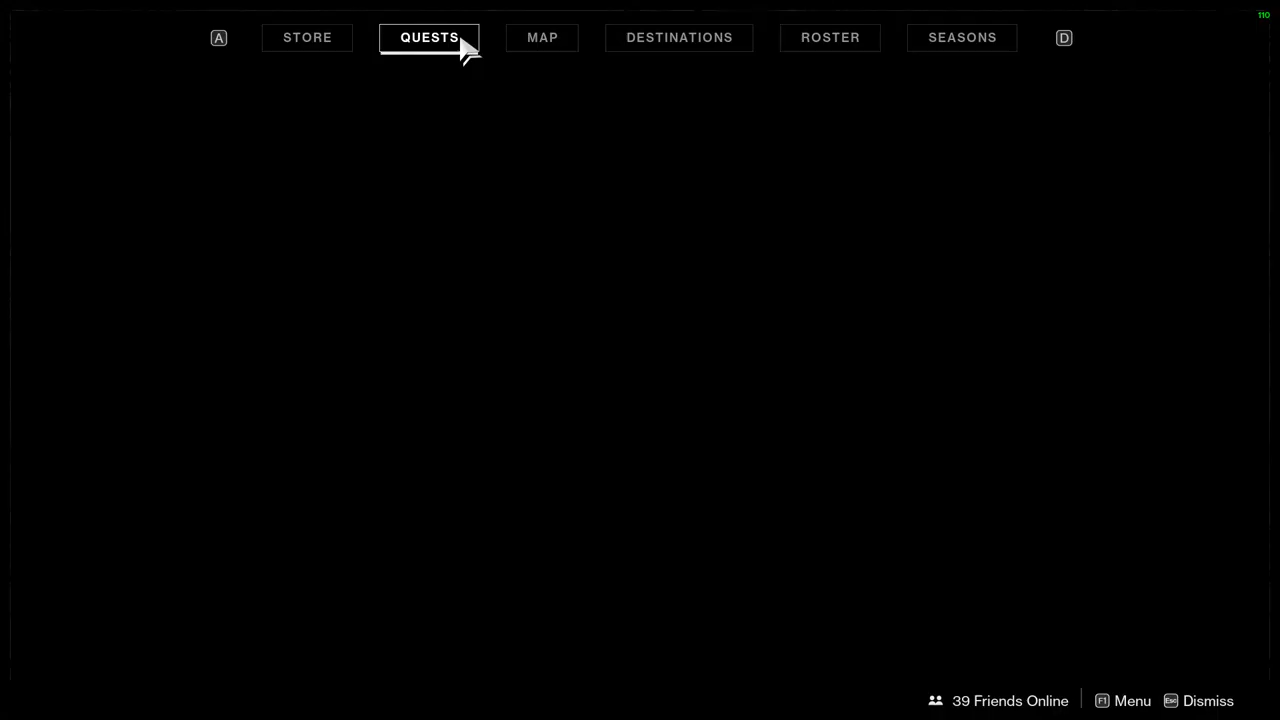 110
A STORE QUESTS MAP DESTINATIONS ROSTER SEASONS D
39 Friends Online F1 Menu Esc Dismiss